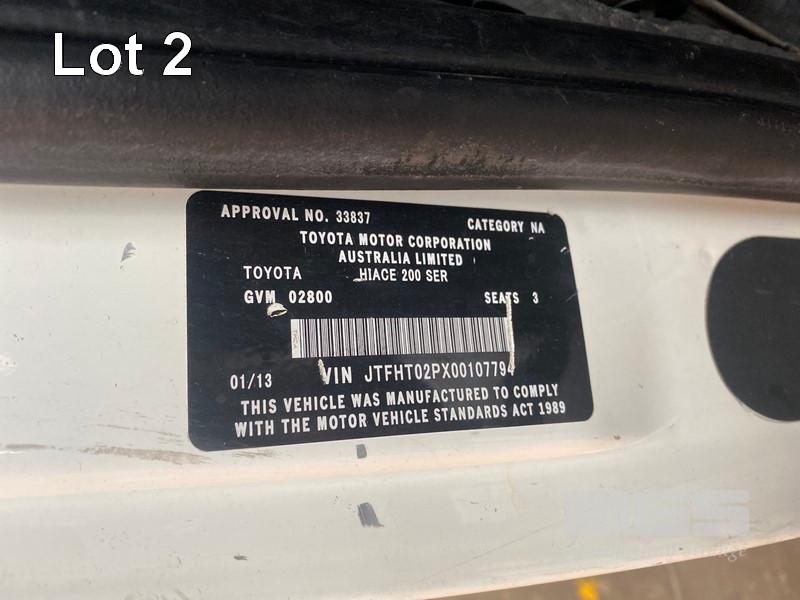 Lot 2
APPROVAL NO. 33837
CATEGORY NA
TOYOTA MOTOR CORPORATION
AUSTRALIA LIMITED
TOYOTA HIACE 200 SER
GVM 02800 SEATS 3
01/13 VIN JTFHT02PX00107794
THIS VEHICLE WAS MANUFACTURED TO COMPLY
WITH THE MOTOR VEHICLE STANDARDS ACT 1989